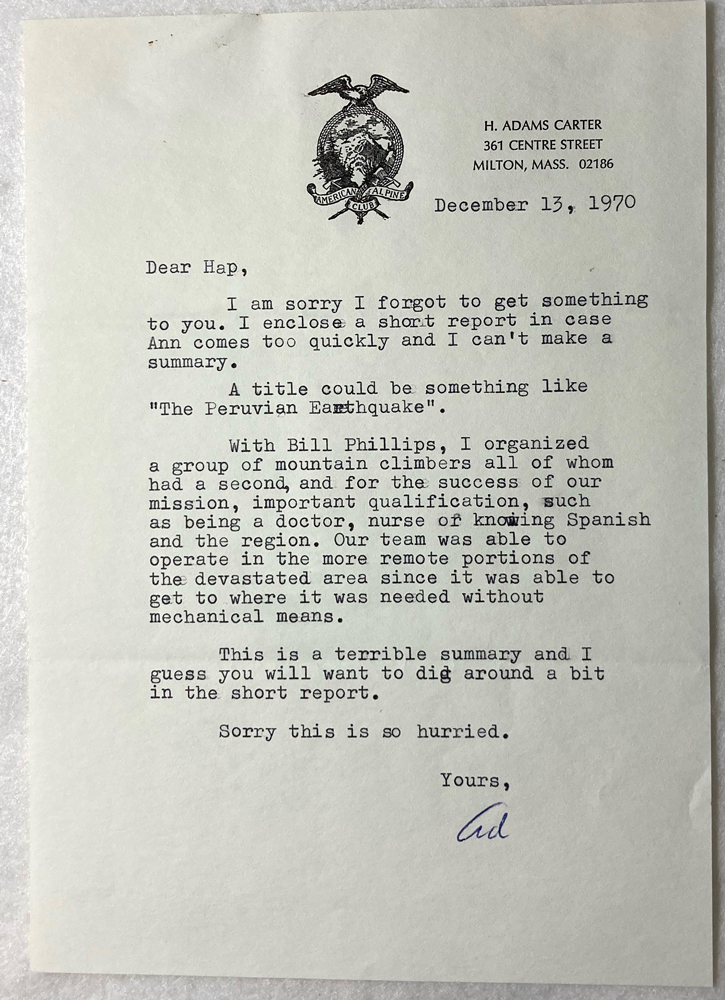 AMERICAN ALPINE
CLUB
H. ADAMS CARTER
361 CENTRE STREET
MILTON, MASS. 02186
December 13, 1970
Dear Hap,
I am sorry I forgot to get something
to you. I enclose a short report in case
Ann comes too quickly and I can't make a
summary.
A title could be something like
"The Peruvian Earthquake".
With Bill Phillips, I organized
a group of mountain climbers all of whom
had a second, and for the success of our
mission, important qualification, such
as being a doctor, nurse or knowing Spanish
and the region. Our team was able to
operate in the more remote portions of
the devastated area since it was able to
get to where it was needed without
mechanical means.
This is a terrible summary and I
guess you will want to dig around a bit
in the short report.
Sorry this is so hurried.
Yours,
Ad